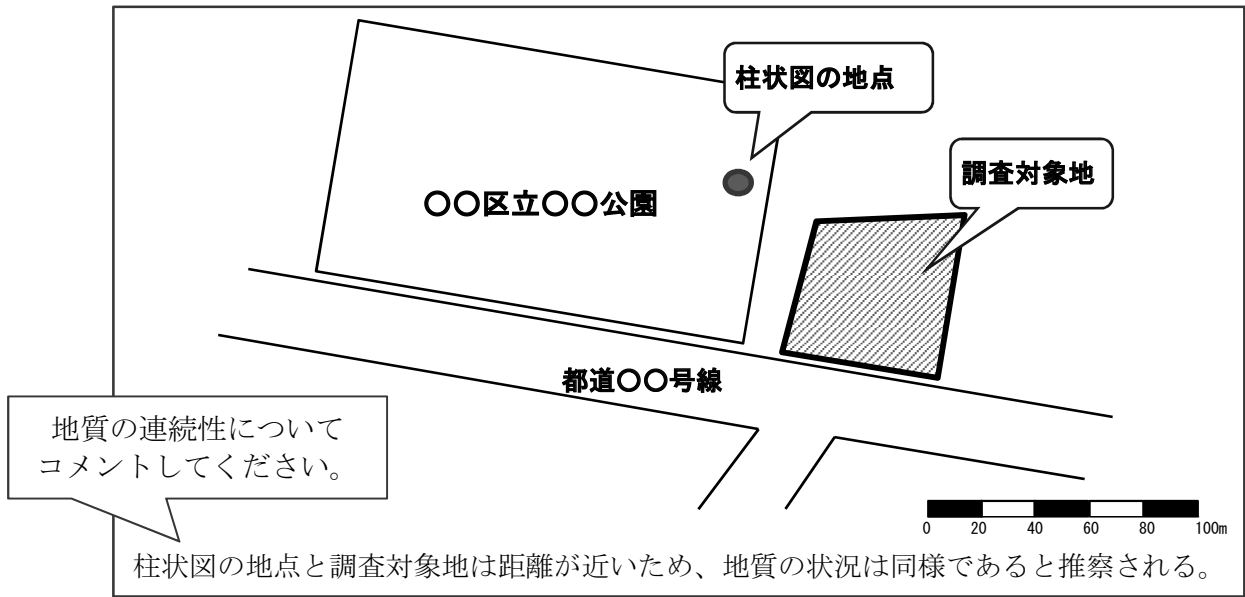 柱状図の地点
調査対象地
〇〇区立〇〇公園
都道〇〇号線
地質の連続性について
コメントしてください。
0 20 40 60 80 100m
柱状図の地点と調査対象地は距離が近いため、地質の状況は同様であると推察される。